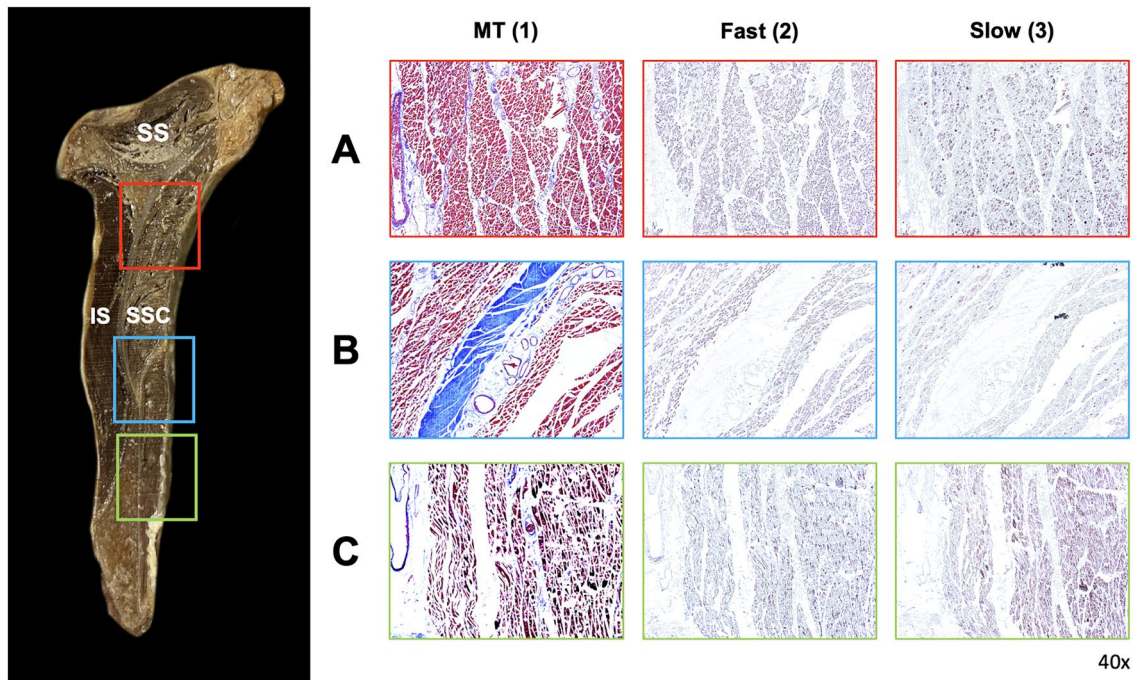 MT (1)
Fast (2)
Slow (3)
SS
IS
SSC
A
B
C
40x